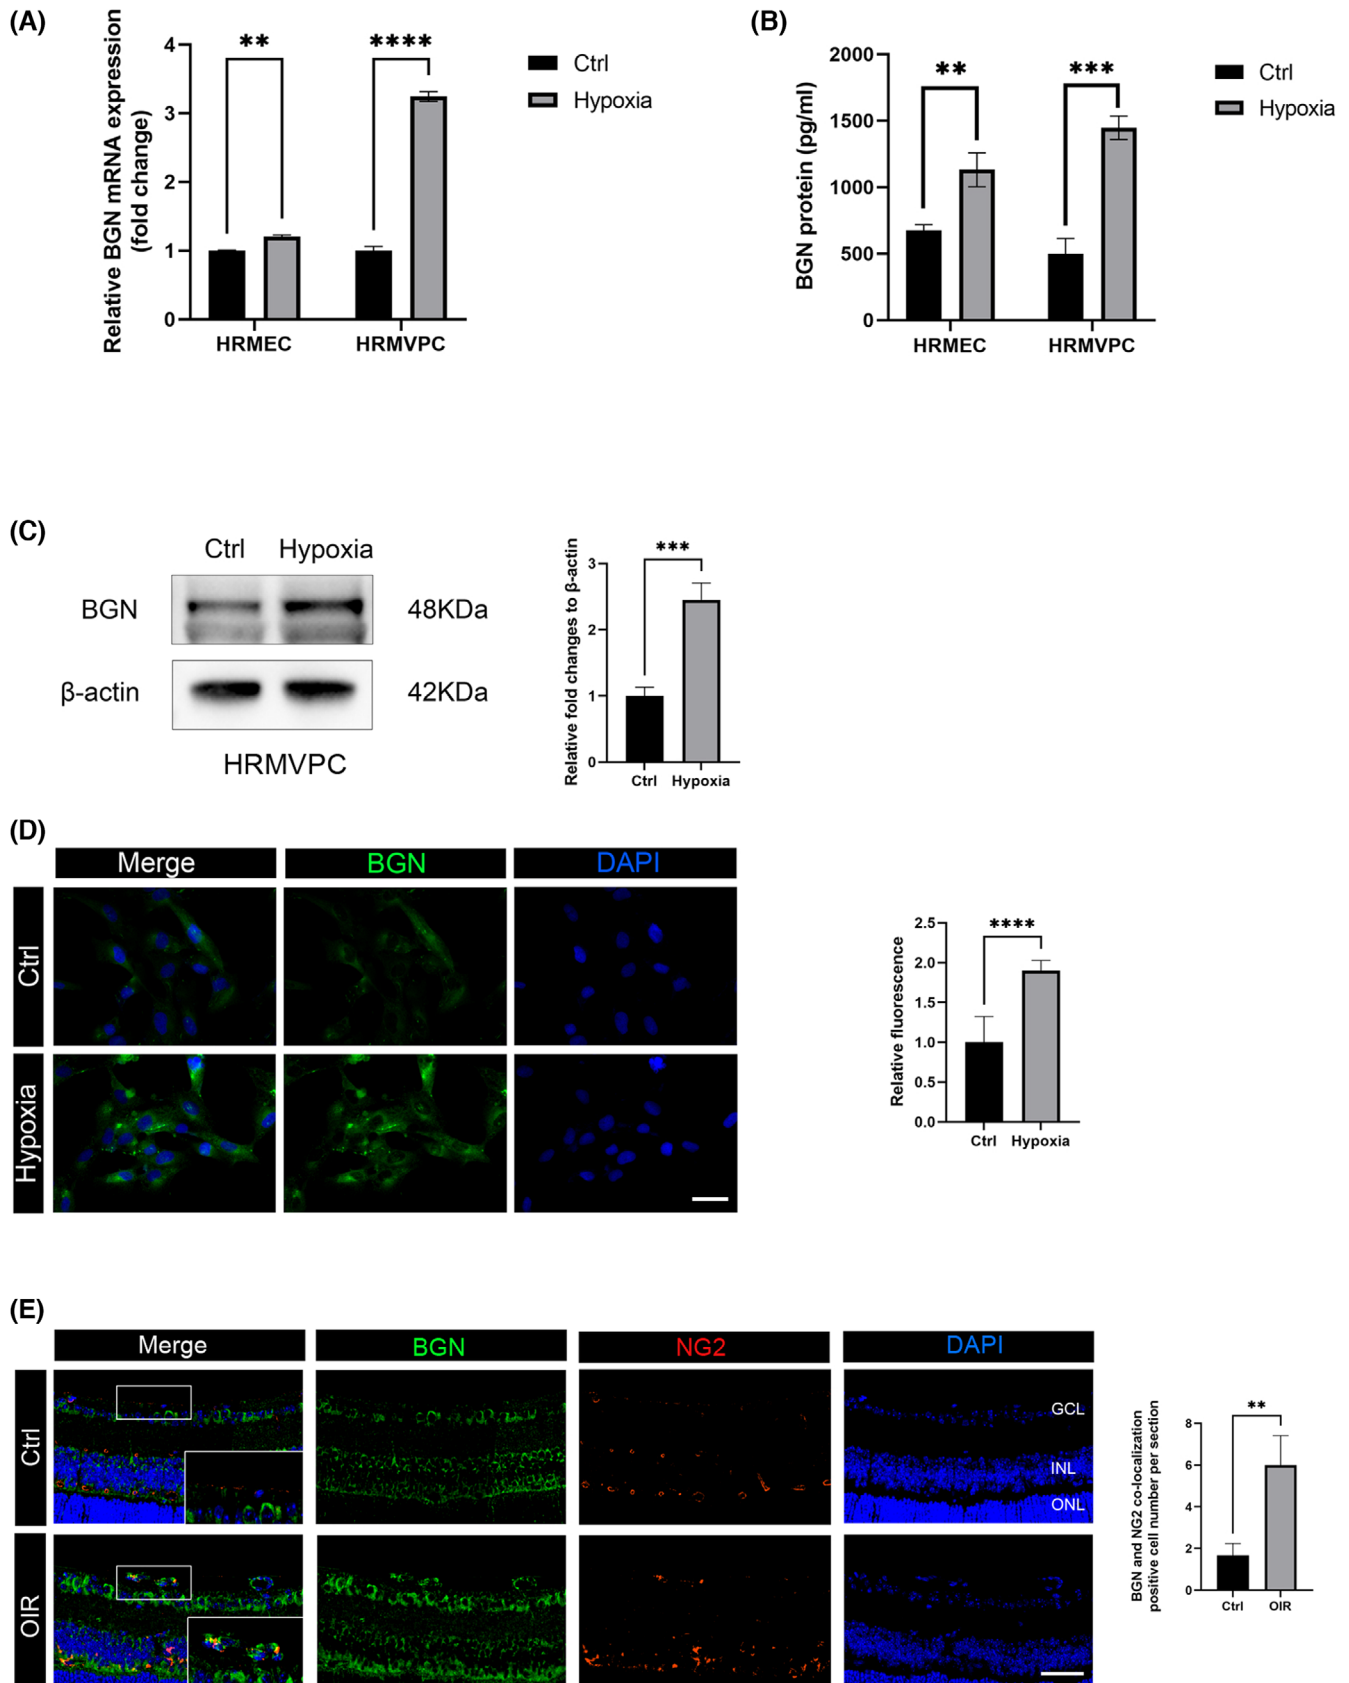 (A)
Relative BGN mRNA expression
(fold change)
4
3
2
1
0
**
****
HRMEC
HRMVPC
Ctrl
Hypoxia
(B)
BGN protein (pg/ml)
2000
1500
1000
500
0
**
***
HRMEC
HRMVPC
Ctrl
Hypoxia
(C)
Ctrl
Hypoxia
BGN
48KDa
β-actin
42KDa
HRMVPC
Relative fold changes to β-actin
3
2
1
0
***
Ctrl
Hypoxia
(D)
Merge
BGN
DAPI
Ctrl
Hypoxia
Relative fluorescence
2.5
2.0
1.5
1.0
0.5
0.0
****
Ctrl
Hypoxia
(E)
Merge
BGN
NG2
DAPI
Ctrl
GCL
INL
ONL
OIR
BGN and NG2 co-localization
positive cell number per section
8
6
4
2
0
**
Ctrl
OIR